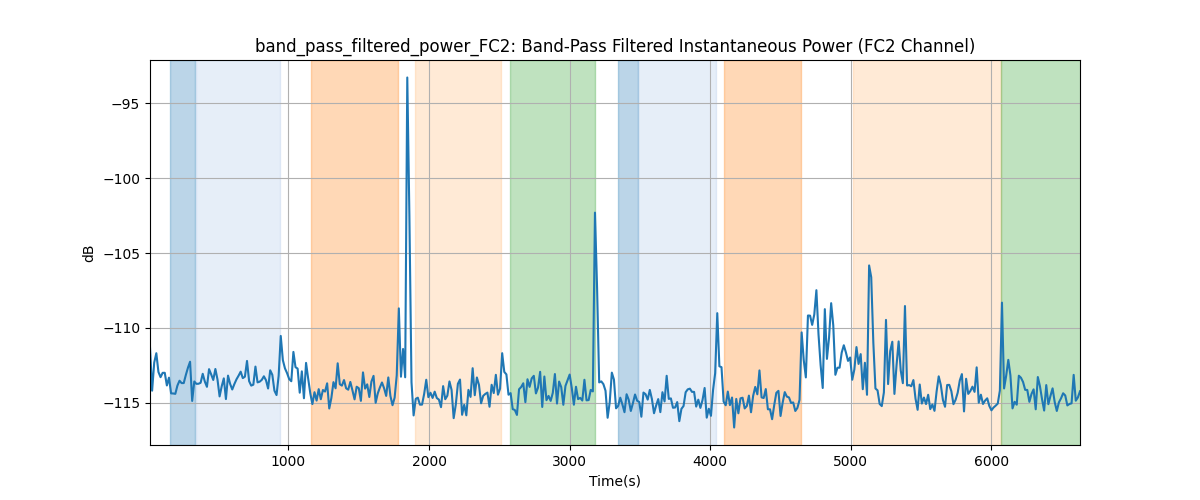 band_pass_filtered_power_FC2: Band-Pass Filtered Instantaneous Power (FC2 Channel)
−95
−100
−105
−110
−115
dB
1000 2000 3000 4000 5000 6000
Time(s)